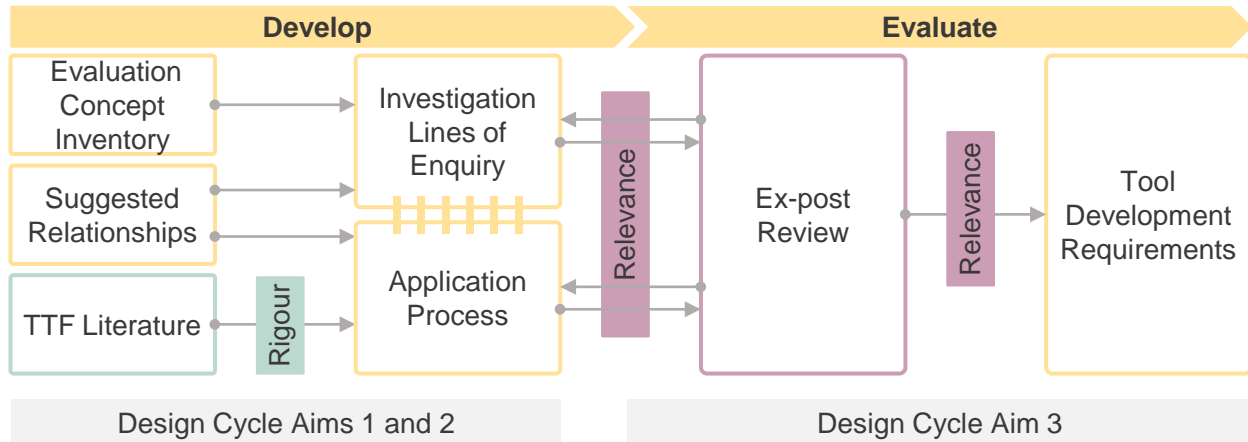 Develop
Evaluate
Evaluation
Concept
Inventory
Suggested
Relationships
TTF Literature
Rigour
Investigation
Lines of
Enquiry
Application
Process
Relevance
Ex-post
Review
Relevance
Tool
Development
Requirements
Design Cycle Aims 1 and 2
Design Cycle Aim 3